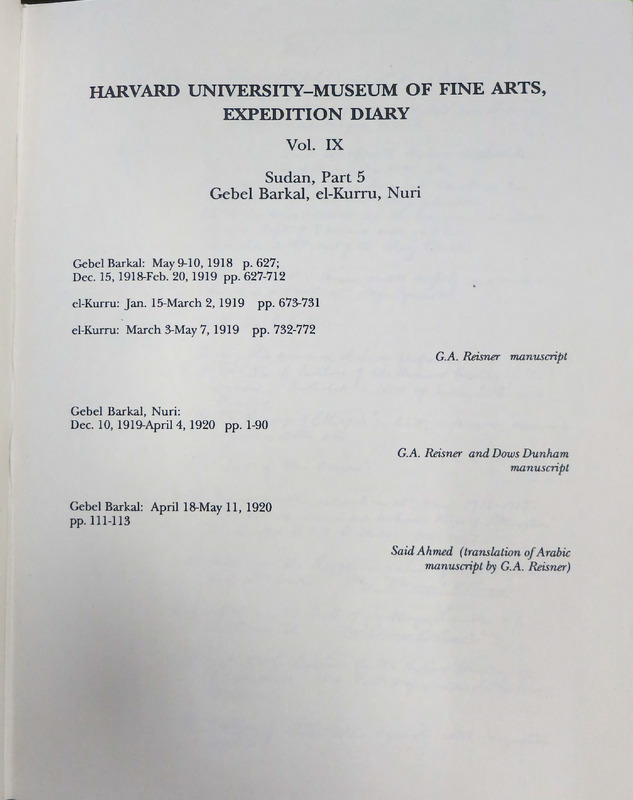 HARVARD UNIVERSITY–MUSEUM OF FINE ARTS,
EXPEDITION DIARY
Vol. IX
Sudan, Part 5
Gebel Barkal, el-Kurru, Nuri
Gebel Barkal: May 9-10, 1918 p. 627;
Dec. 15, 1918-Feb. 20, 1919 pp. 627-712
el-Kurru: Jan. 15-March 2, 1919 pp. 673-731
el-Kurru: March 3-May 7, 1919 pp. 732-772
G.A. Reisner manuscript
Gebel Barkal, Nuri:
Dec. 10, 1919-April 4, 1920 pp. 1-90
G.A. Reisner and Dows Dunham
manuscript
Gebel Barkal: April 18-May 11, 1920
pp. 111-113
Said Ahmed (translation of Arabic
manuscript by G.A. Reisner)